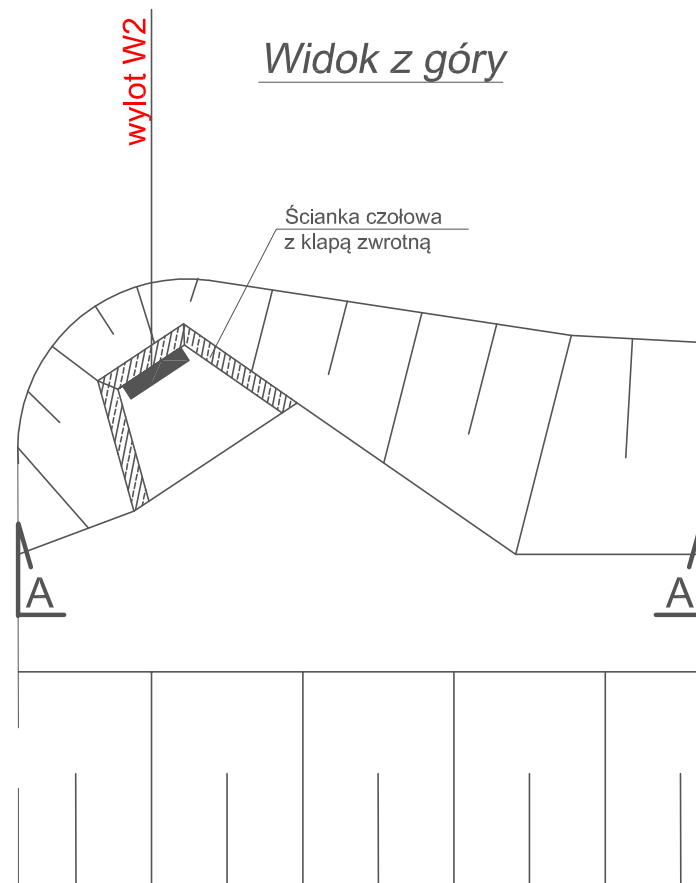 wylot W2
Widok z góry
Ścianka czołowa
z klapą zwrotną
A
A